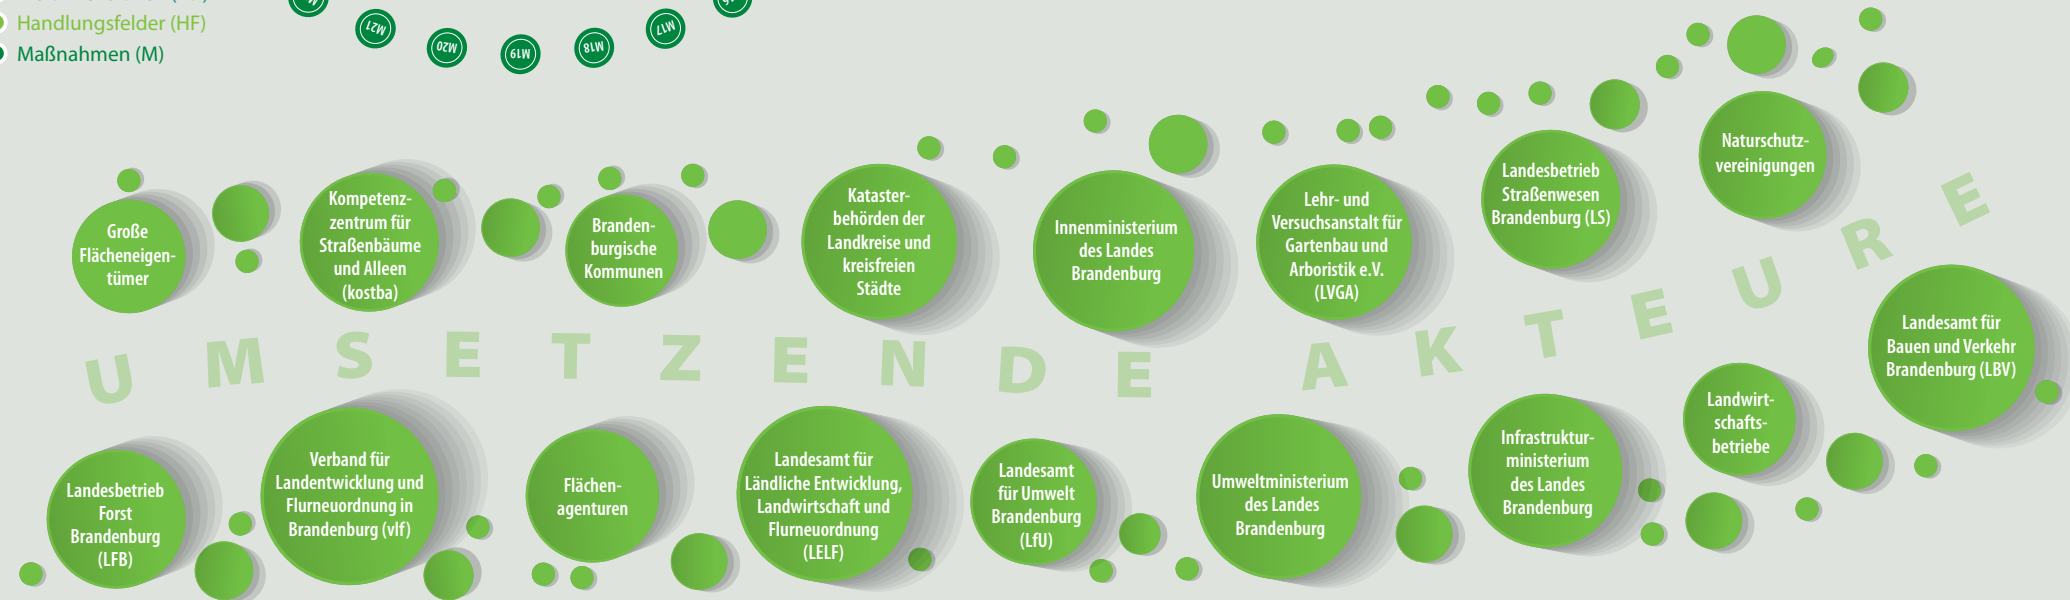 Handlungsfelder (HF)
Maßnahmen (M)
M21
M20
M19
M18
M17
Große
Flächeneigen-
tümer
Kompetenz-
zentrum für
Straßenbäume
und Alleen
(kostba)
Branden-
burgische
Kommunen
Kataster-
behörden der
Landkreise und
kreisfreien
Städte
Innenministerium
des Landes
Brandenburg
Lehr- und
Versuchsanstalt für
Gartenbau und
Arboristik e.V.
(LVGA)
Landesbetrieb
Straßenwesen
Brandenburg (LS)
Naturschutz-
vereinigungen
UMSETZENDE AKTEURE
Landesamt für
Bauen und Verkehr
Brandenburg (LBV)
Landesbetrieb
Forst
Brandenburg
(LFB)
Verband für
Landentwicklung und
Flurneuordnung in
Brandenburg (vlf)
Flächen-
agenturen
Landesamt für
Ländliche Entwicklung,
Landwirtschaft und
Flurneuordnung
(LELF)
Landesamt
für Umwelt
Brandenburg
(LfU)
Umweltministerium
des Landes
Brandenburg
Infrastruktur-
ministerium
des Landes
Brandenburg
Landwirt-
schafts-
betriebe